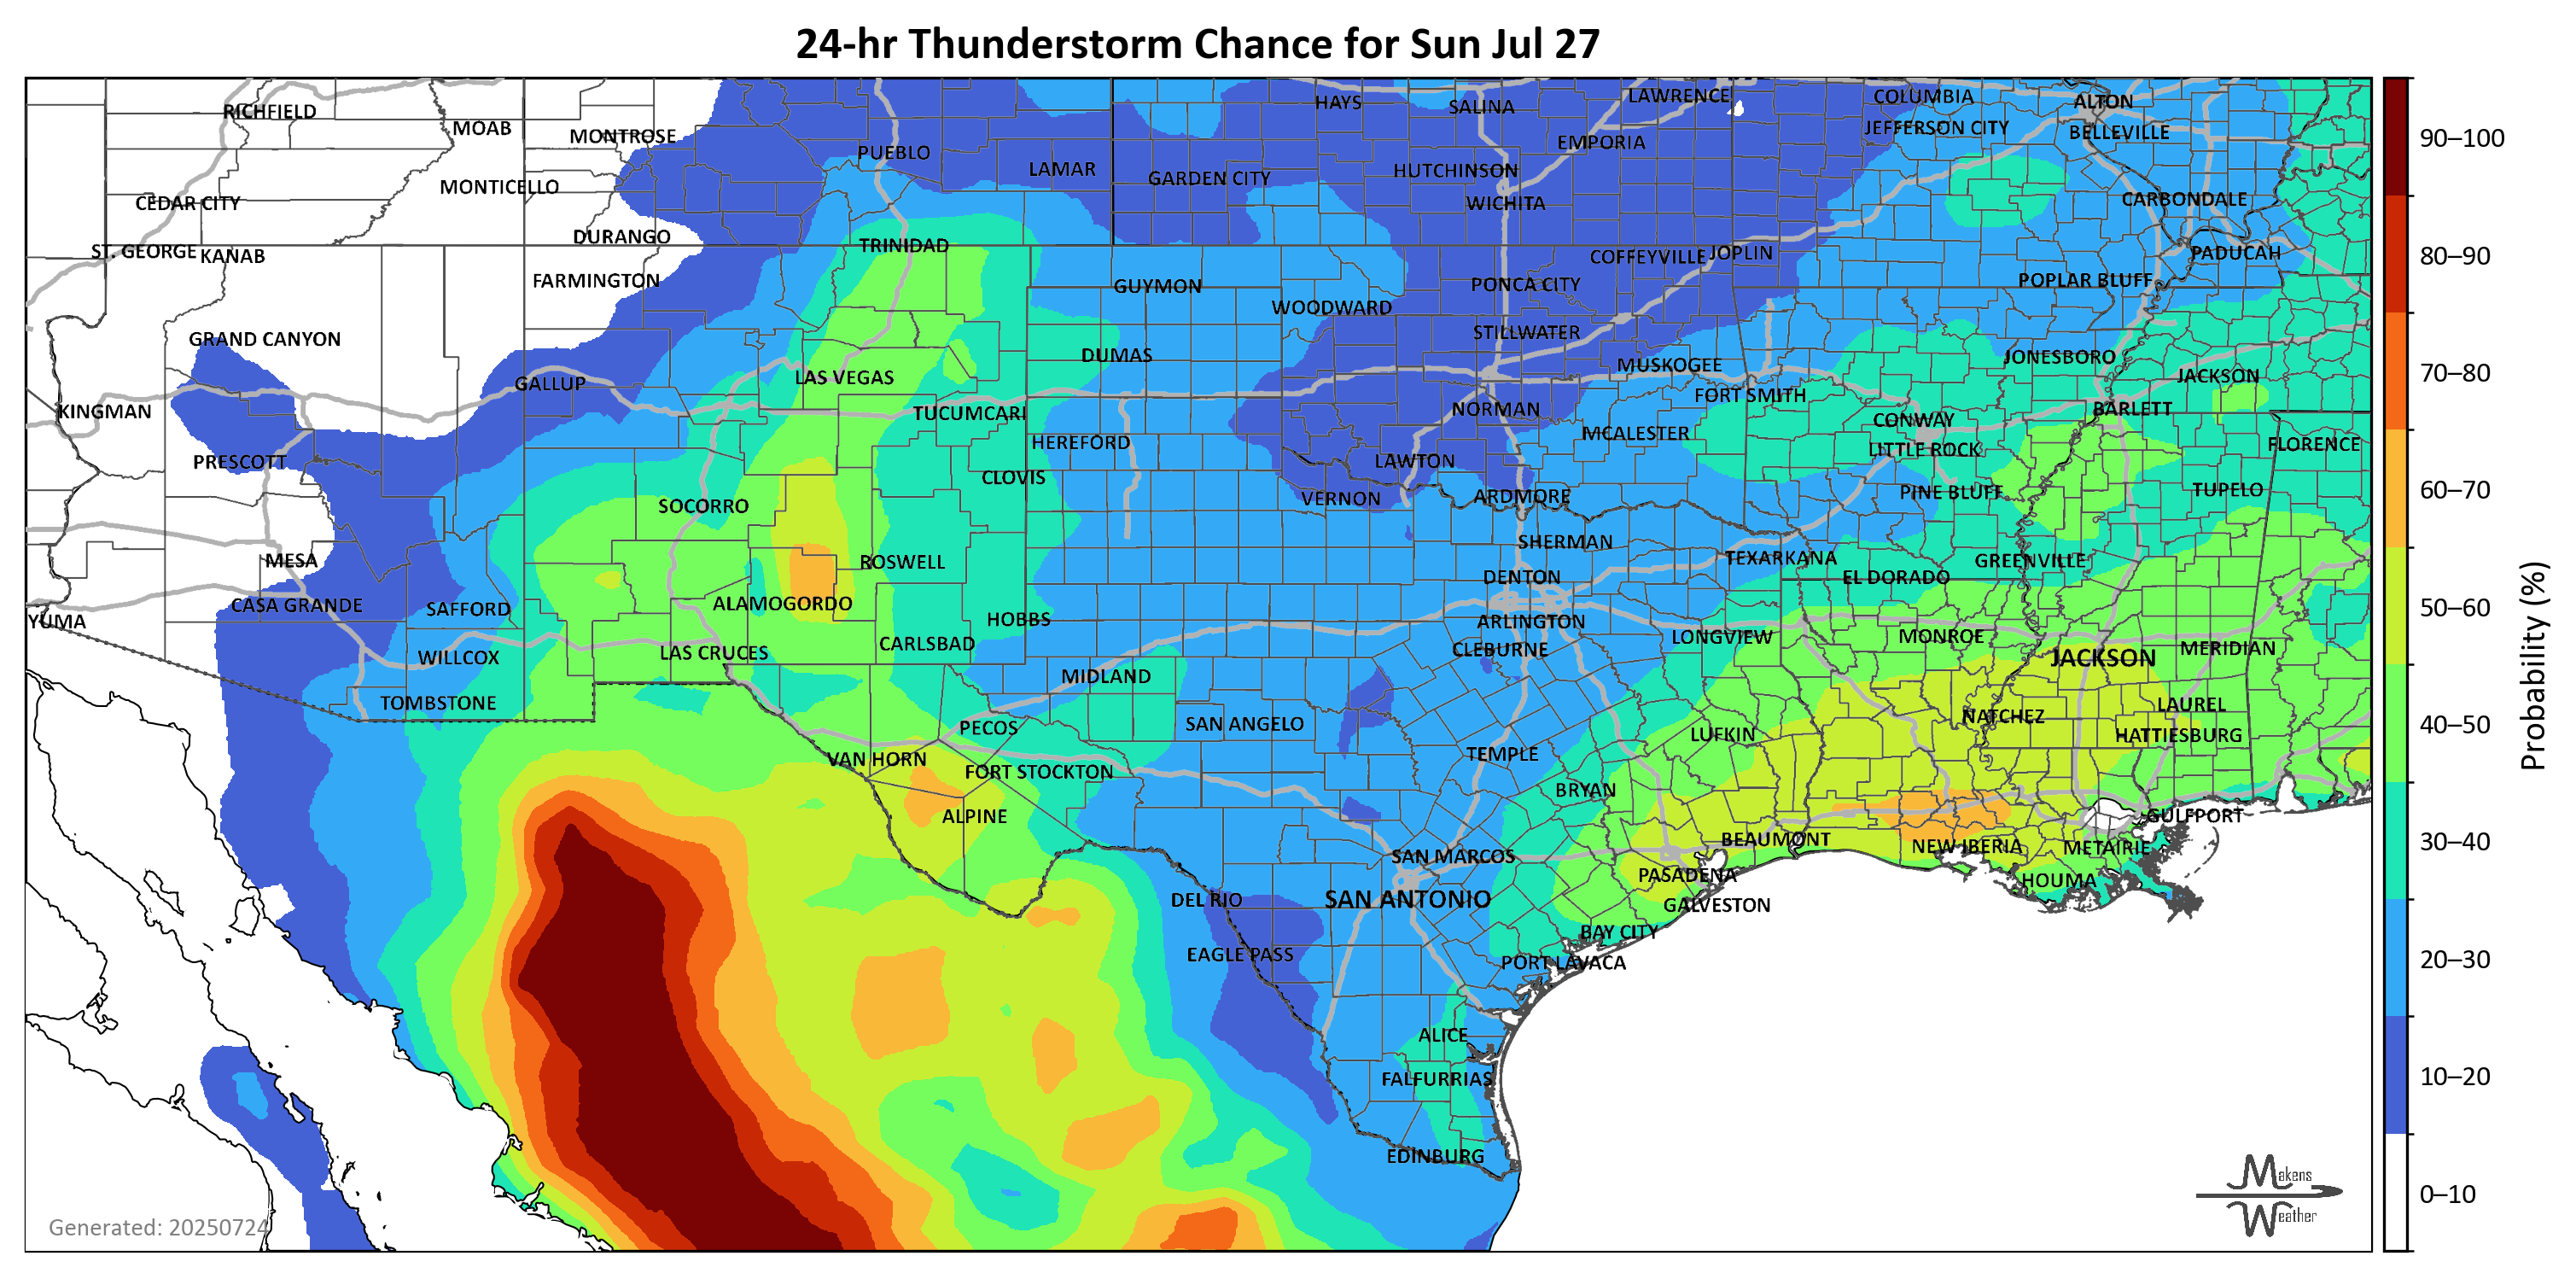 24-hr Thunderstorm Chance for Sun Jul 27
RICHFIELD
MOAB
MONTROSE
PUEBLO
LAMAR
HAYS
SALINA
LAWRENCE
COLUMBIA
ALTON
JEFFERSON CITY
BELLEVILLE
EMPORIA
90–100
MONTICELLO
GARDEN CITY
HUTCHINSON
CEDAR CITY
WICHITA
CARBONDALE
DURANGO
TRINIDAD
ST. GEORGE
KANAB
COFFEYVILLE
JOPLIN
PADUCAH
80–90
FARMINGTON
GUYMON
PONCA CITY
POPLAR BLUFF
WOODWARD
GRAND CANYON
STILLWATER
DUMAS
JONESBORO
MUSKOGEE
GALLUP
LAS VEGAS
JACKSON
70–80
KINGMAN
TUCUMCARI
NORMAN
FORT SMITH
BARLETT
CONWAY
PRESCOTT
HEREFORD
MCALESTER
LITTLE ROCK
FLORENCE
LAWTON
CLOVIS
SOCORRO
VERNON
ARDMORE
PINE BLUFF
TUPELO
60–70
MESA
ROSWELL
SHERMAN
TEXARKANA
GREENVILLE
DENTON
EL DORADO
CASA GRANDE
SAFFORD
ALAMOGORDO
50–60
YUMA
HOBBS
ARLINGTON
WILLCOX
LAS CRUCES
CARLSBAD
CLEBURNE
LONGVIEW
MONROE
JACKSON
MERIDIAN
Probability (%)
TOMBSTONE
MIDLAND
PECOS
SAN ANGELO
NATCHEZ
LAUREL
LUFKIN
HATTIESBURG
40–50
VAN HORN
FORT STOCKTON
TEMPLE
BRYAN
ALPINE
GULFPORT
SAN MARCOS
BEAUMONT
NEW IBERIA
METAIRIE
30–40
DEL RIO
SAN ANTONIO
PASADENA
HOUMA
GALVESTON
EAGLE PASS
BAY CITY
PORT LAVACA
20–30
ALICE
FALFURRIAS
10–20
EDINBURG
Makens
Weather
0–10
Generated: 20250724